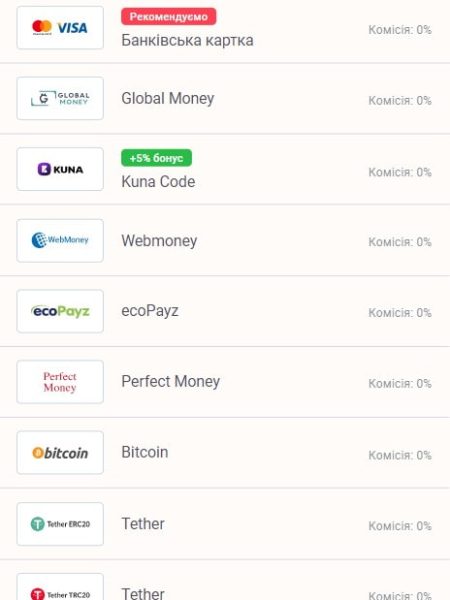 VISA
Рекомендуємо
Банківська картка
Комісія: 0%
GLOBAL
MONEY
Global Money
Комісія: 0%
KUNA
+5% бонус
Kuna Code
Комісія: 0%
WebMoney
Webmoney
Комісія: 0%
ecoPayz
ecoPayz
Комісія: 0%
Perfect
Money
Perfect Money
Комісія: 0%
bitcoin
Bitcoin
Комісія: 0%
Tether ERC20
Tether
Комісія: 0%
Tether TRC20
Tether
Комісія: 0%